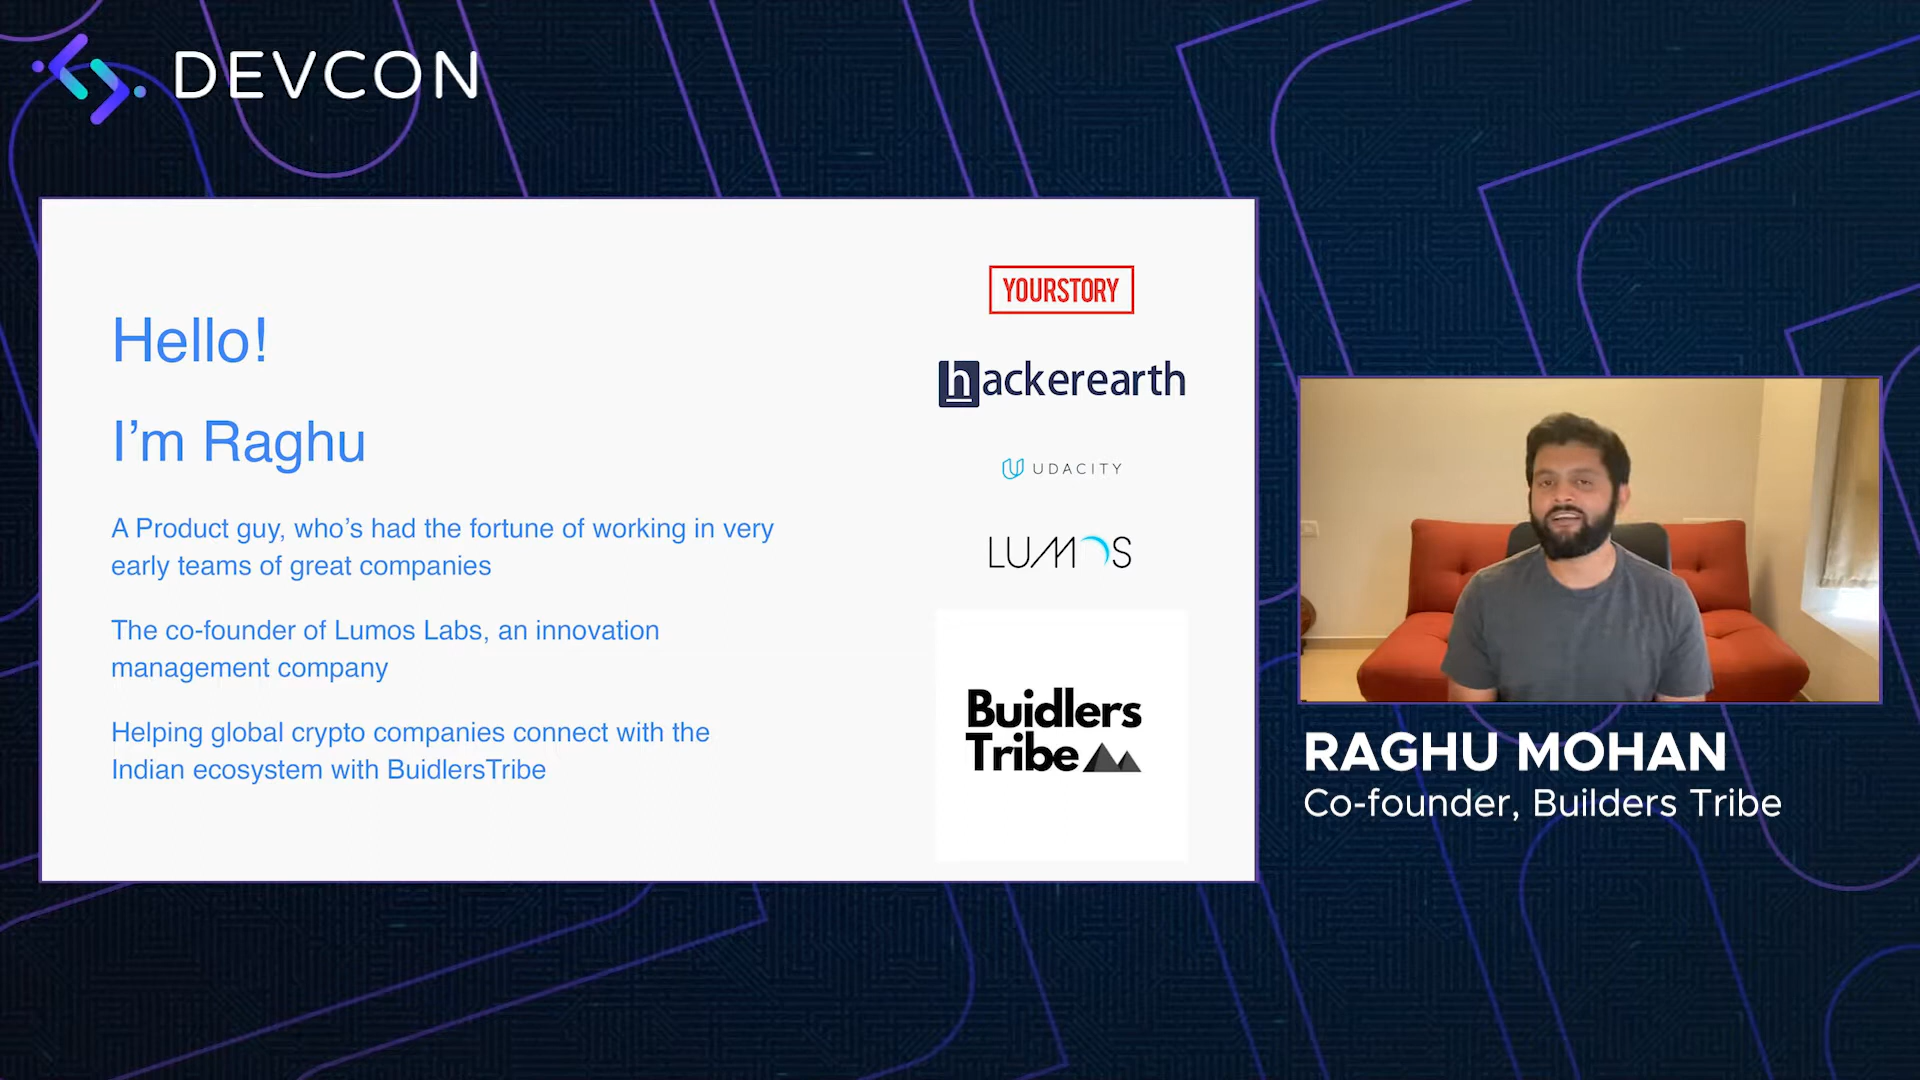 DEVCON
Hello!
I'm Raghu
A Product guy, who's had the fortune of working in very
early teams of great companies
The co-founder of Lumos Labs, an innovation
management company
Helping global crypto companies connect with the
Indian ecosystem with BuidlersTribe
YOURSTORY
hackerearth
UDACITY
LUMOS
Buidlers
Tribe
RAGHU MOHAN
Co-founder, Builders Tribe